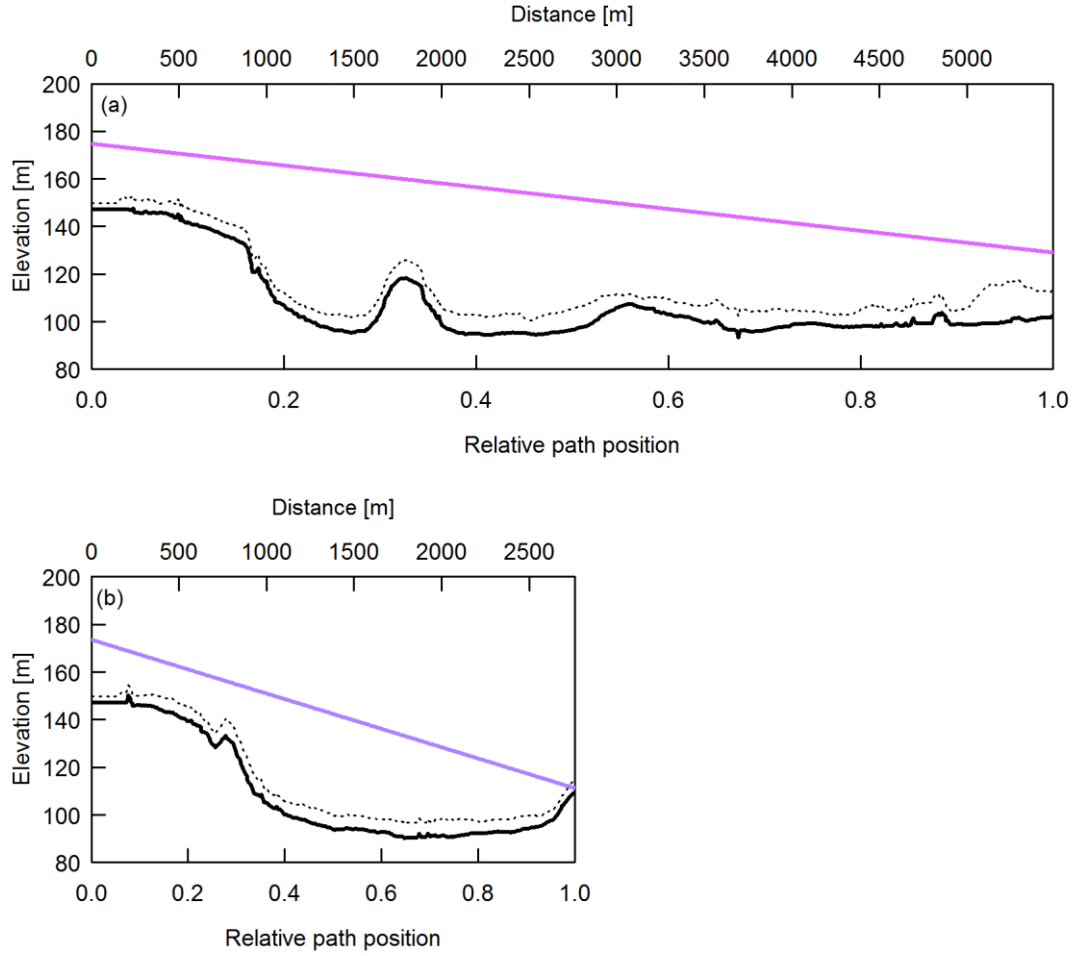 Distance [m]
0 500 1000 1500 2000 2500 3000 3500 4000 4500 5000
200
(a)
180
160
140
120
100
80
Elevation [m]
0.0 0.2 0.4 0.6 0.8 1.0
Relative path position
Distance [m]
0 500 1000 1500 2000 2500
200
(b)
180
160
140
120
100
80
Elevation [m]
0.0 0.2 0.4 0.6 0.8 1.0
Relative path position